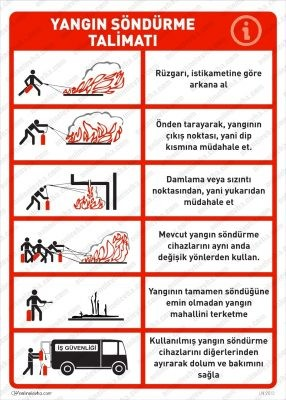 YANGIN SÖNDÜRME
TALİMATI
Rüzgarı, istikametine göre
arkana al
Önden tarayarak, yangının
çıkış noktası, yani dip
kısmına müdahale et.
Damlama veya sızıntı
noktasından, yani yukarıdan
müdahale et
Mevcut yangın söndürme
cihazlarını aynı anda
değişik yönlerden kullan.
Yangının tamamen söndüğüne
emin olmadan yangın
mahallini terketme
İŞ GÜVENLİĞİ
Kullanılmış yangın söndürme
cihazlarını diğerlerinden
ayırarak dolum ve bakımını
sağla